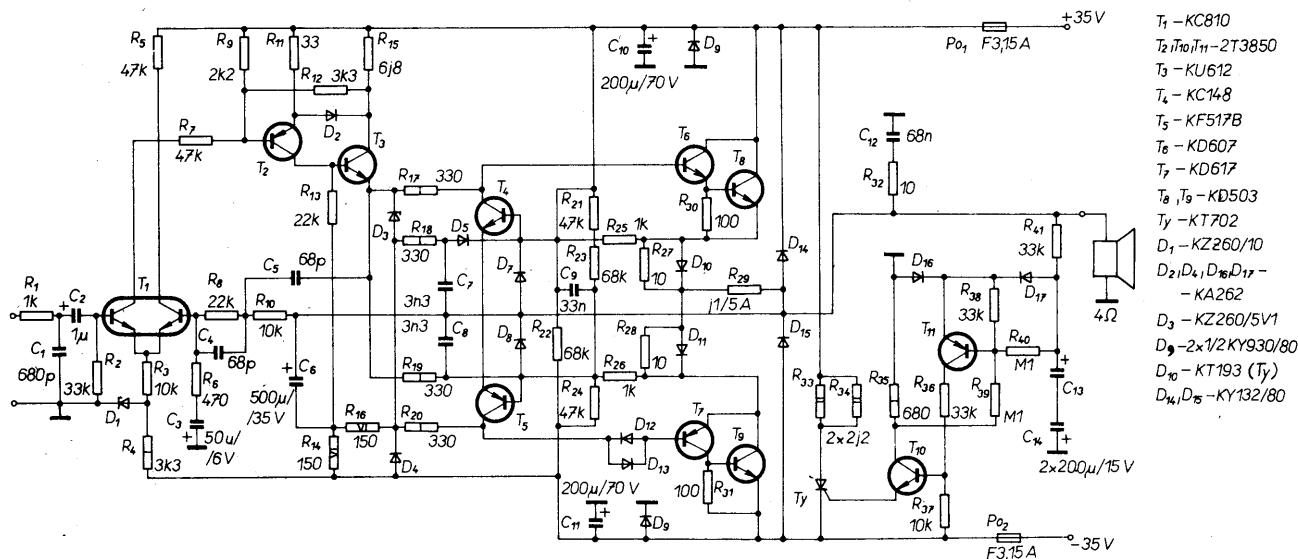 R5
47k
R9
2k2
R11
33
R12
3k3
R15
6j8
C10
200µ/70 V
D9
Po1
F3,15A
+35V
R7
47k
T2
D2
T3
R13
22k
R17
330
T4
R18
330
D3
D5
D7
C7
3n3
3n3
C8
D8
C5
68p
R1
1k
C2
1µ
T1
R8
22k
R10
10k
C4
68p
C1
680p
R2
33k
R3
10k
D1
R6
470
C3
50u/
/6V
R4
3k3
C6
500µ/
/35V
R14
150
R16
150
R19
330
R20
330
D4
T5
R21
47k
R23
68k
C9
33n
R22
68k
R24
47k
R25
1k
R27
10
R28
10
R26
1k
D10
D11
R29
j1/5A
D14
D15
T6
T8
R30
100
T7
T9
D12
D13
R31
100
200µ/70V
C11
D9
C12
68n
R32
10
R33
R34
2×2j2
Ty
R35
680
D16
D17
R38
33k
T11
R36
33k
R39
M1
R40
M1
R41
33k
C13
C14
2×200µ/15V
T10
R37
10k
4Ω
Po2
F3,15A
-35V
T1 - KC810
T2,T10,T11 - 2T3850
T3 - KU612
T4 - KC148
T5 - KF517B
T6 - KD607
T7 - KD617
T8,T9 - KD503
Ty - KT702
D1 - KZ260/10
D2,D4,D16,D17 -
- KA262
D3 - KZ260/5V1
D9 - 2×1/2KY930/80
D10 - KT193 (Ty)
D14,D15 - KY132/80